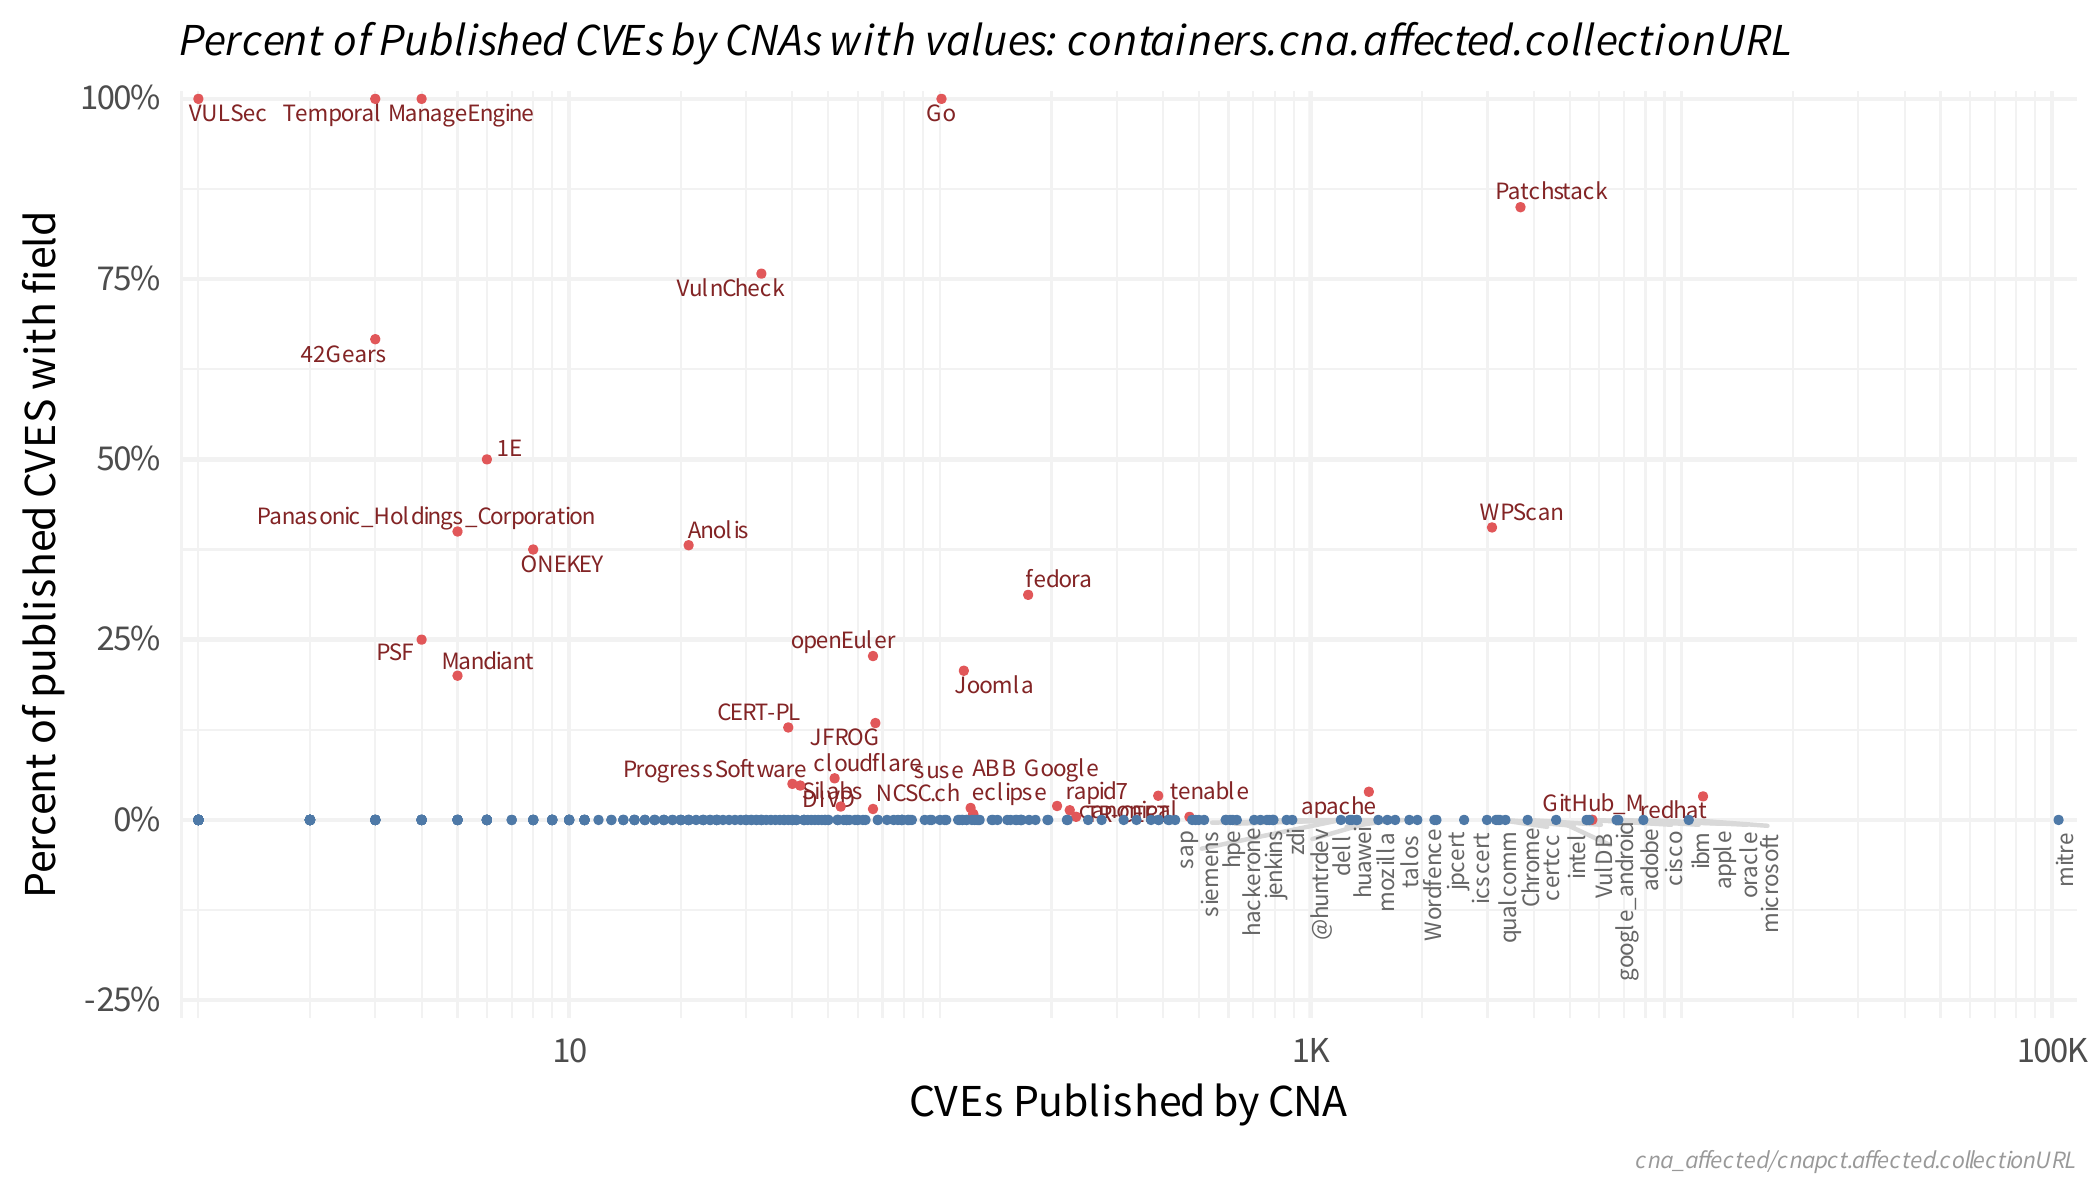 Percent of Published CVEs by CNAs with values: containers.cna.affected.collectionURL
Percent of published CVES with field
100%
75%
50%
25%
0%
-25%
VULSec
Temporal
ManageEngine
Go
Patchstack
VulnCheck
42Gears
1E
Panasonic_Holdings_Corporation
WPScan
Anolis
ONEKEY
fedora
openEuler
PSF
Mandiant
Joomla
CERT-PL
JFROG
cloudflare
ProgressSoftware
suse
ABB
Google
Silabs
DIVD
NCSC.ch
eclipse
rapid7
tenable
canonical
apache
GitHub_M
redhat
sap
siemens
hpe
hackerone
jenkins
zdi
@huntrdev
dell
huawei
mozilla
talos
Wordfence
jpcert
icscert
qualcomm
Chrome
certcc
intel
VulDB
google_android
adobe
cisco
ibm
apple
oracle
microsoft
mitre
10
1K
100K
CVEs Published by CNA
cna_affected/cnapct.affected.collectionURL